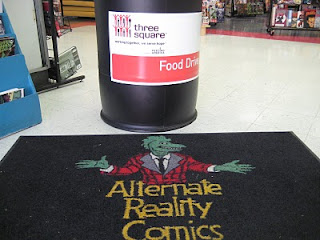 three
square
Food Drive
Alternate
Reality
Comics